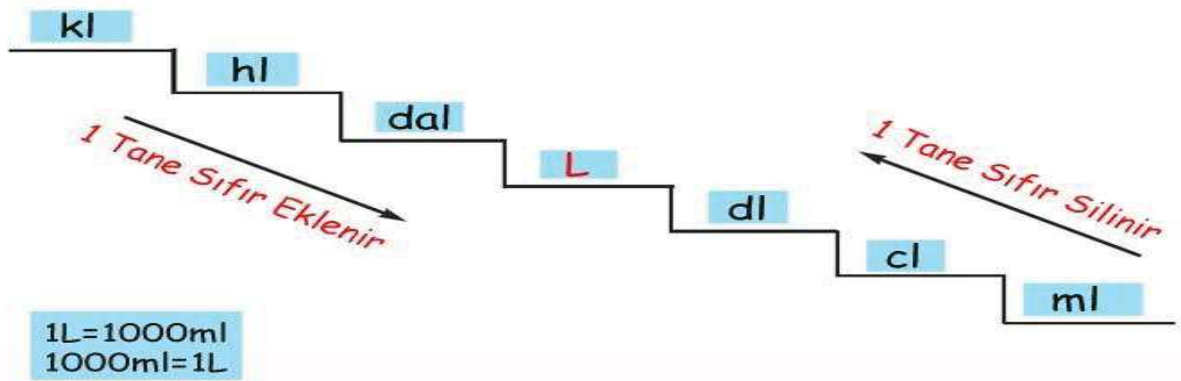 kl
hl
dal
L
dl
cl
ml
1 Tane Sıfır Eklenir
1 Tane Sıfır Silinir
1L=1000ml
1000ml=1L